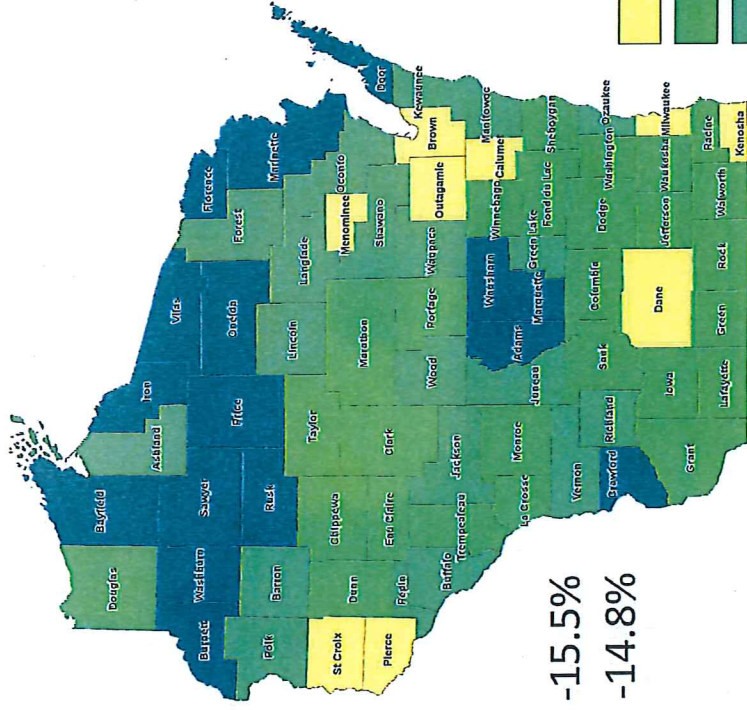 Door
Kewaunee
Florence
Marinette
Brown
Manitowoc
Forest
Oconto
Calumet
Sheboygan
Ozaukee
Milwaukee
Vilas
Menominee
Shawano
Outagamie
Winnebago
Fond du Lac
Washington
Waukesha
Racine
Kenosha
Oneida
Langlade
Waupaca
Green Lake
Dodge
Jefferson
Walworth
Iron
Lincoln
Marathon
Portage
Waushara
Marquette
Columbia
Dane
Rock
Ashland
Price
Taylor
Wood
Adams
Juneau
Sauk
Green
Bayfield
Sawyer
Rusk
Clark
Jackson
Monroe
Richland
Iowa
Lafayette
Douglas
Washburn
Barron
Chippewa
Eau Claire
Trempealeau
La Crosse
Vernon
Crawford
Grant
Burnett
Polk
Dunn
Pepin
Buffalo
St Croix
Pierce
-15.5%
-14.8%